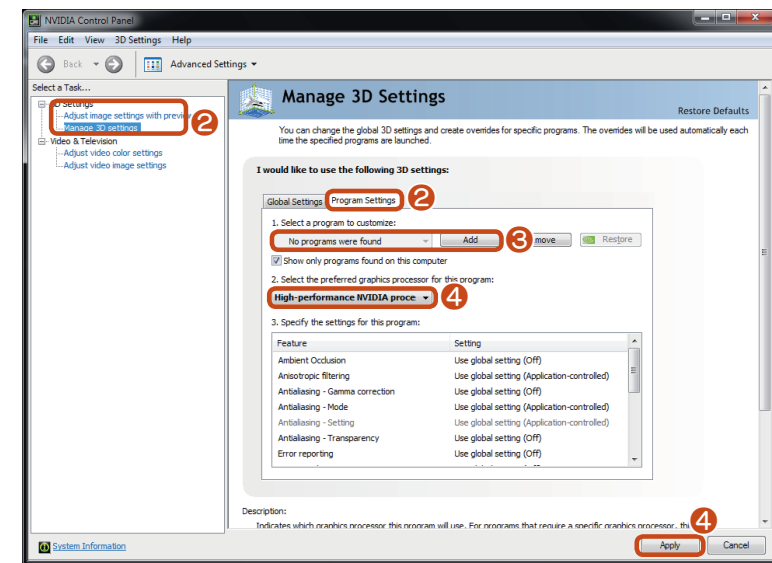 NVIDIA Control Panel
File Edit View 3D Settings Help
Back Advanced Settings
Select a Task...
3D Settings
Adjust image settings with preview
Manage 3D settings
Video & Television
Adjust video color settings
Adjust video image settings
2
Manage 3D Settings
Restore Defaults
You can change the global 3D settings and create overrides for specific programs. The overrides will be used automatically each
time the specified programs are launched.
I would like to use the following 3D settings:
Global Settings Program Settings 2
1. Select a program to customize:
No programs were found Add 3 move Restore
Show only programs found on this computer
2. Select the preferred graphics processor for this program:
High-performance NVIDIA proce 4
3. Specify the settings for this program:
Feature Setting
Ambient Occlusion Use global setting (Off)
Anisotropic filtering Use global setting (Application-controlled)
Antialiasing - Gamma correction Use global setting (Off)
Antialiasing - Mode Use global setting (Application-controlled)
Antialiasing - Setting Use global setting (Application-controlled)
Antialiasing - Transparency Use global setting (Off)
Error reporting Use global setting (Off)
Description:
Indicates which graphics processor this program will use. For programs that require a specific graphics processor, 4
System Information Apply Cancel